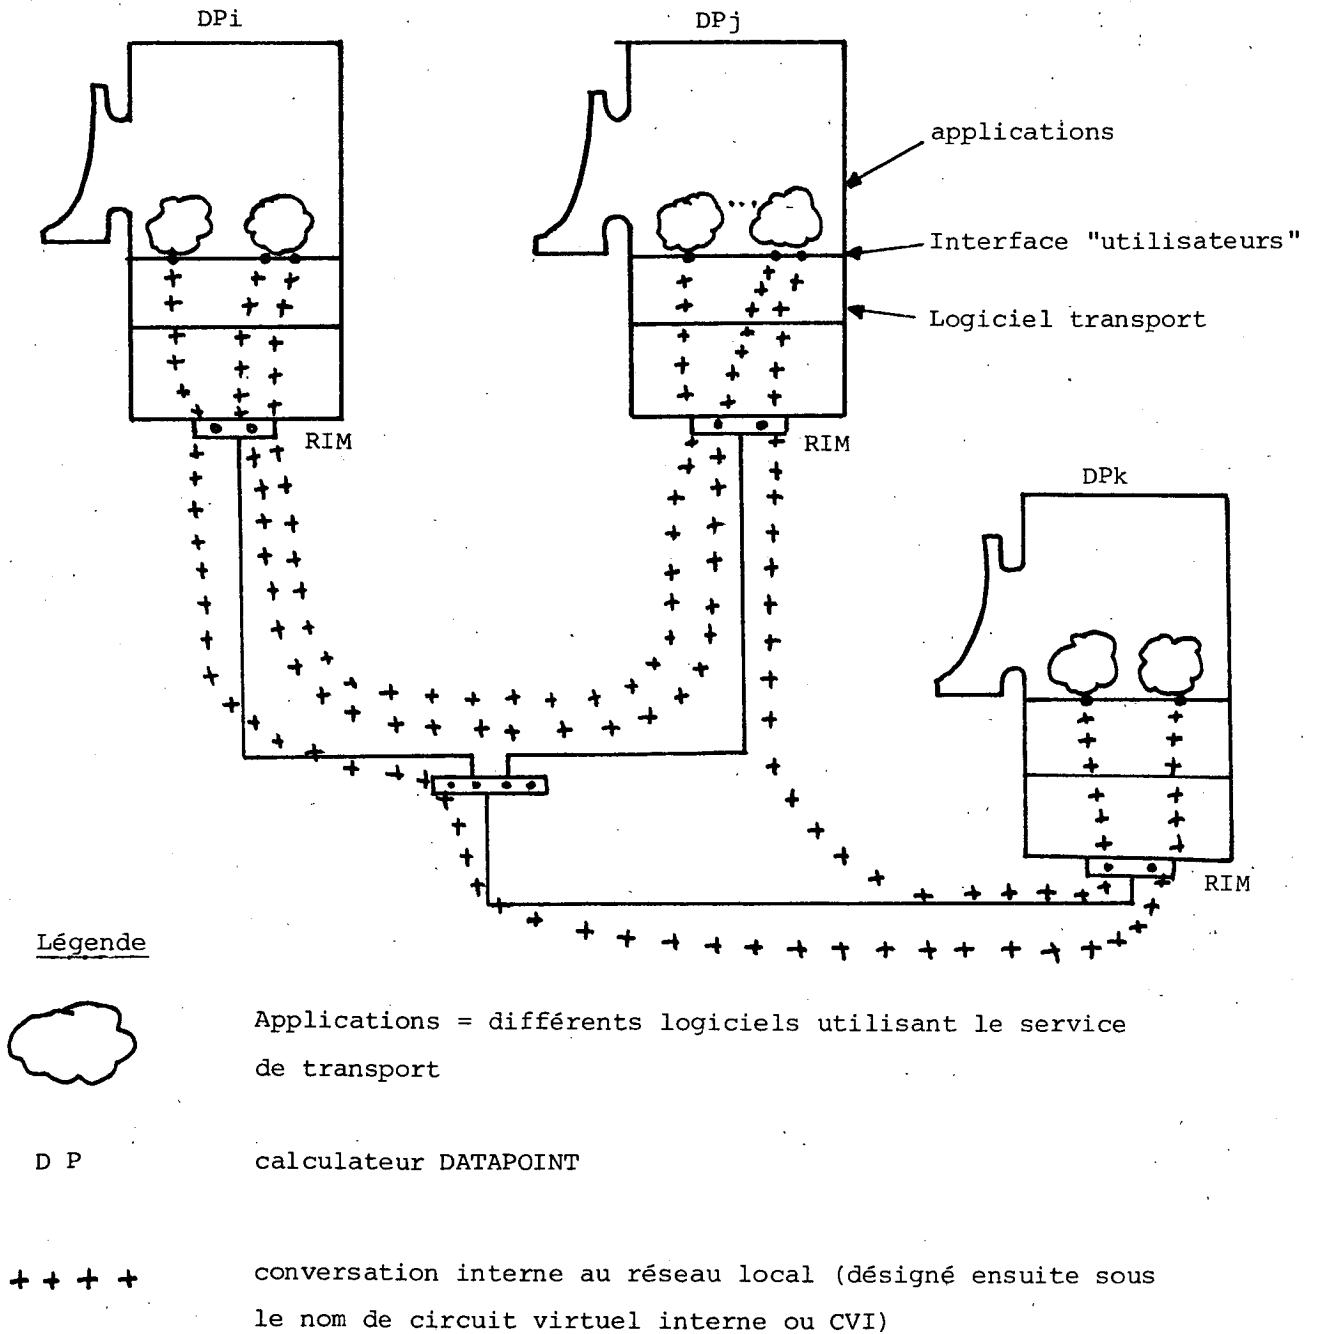 DPi
DPj
applications
Interface "utilisateurs"
Logiciel transport
RIM
RIM
DPk
RIM
Légende
Applications = différents logiciels utilisant le service
de transport
D P
calculateur DATAPOINT
conversation interne au réseau local (désigné ensuite sous
le nom de circuit virtuel interne ou CVI)